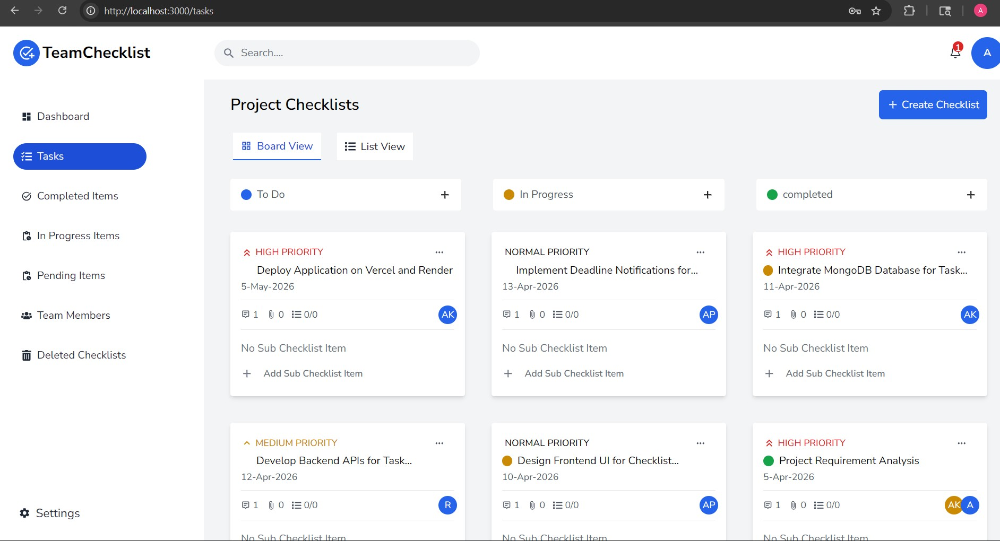 http://localhost:3000/tasks
A
TeamChecklist
Search....
1
A
Dashboard
Tasks
Completed Items
In Progress Items
Pending Items
Team Members
Deleted Checklists
Settings
Project Checklists
+ Create Checklist
Board View
List View
To Do +
In Progress +
completed +
HIGH PRIORITY ...
Deploy Application on Vercel and Render
5-May-2026
1 0 0/0 AK
No Sub Checklist Item
+ Add Sub Checklist Item
NORMAL PRIORITY ...
Implement Deadline Notifications for...
13-Apr-2026
1 0 0/0 AP
No Sub Checklist Item
+ Add Sub Checklist Item
HIGH PRIORITY ...
Integrate MongoDB Database for Task...
11-Apr-2026
1 0 0/0 AK
No Sub Checklist Item
+ Add Sub Checklist Item
MEDIUM PRIORITY ...
Develop Backend APIs for Task...
12-Apr-2026
1 0 0/0 R
No Sub Checklist Item
NORMAL PRIORITY ...
Design Frontend UI for Checklist...
10-Apr-2026
1 0 0/0 AP
No Sub Checklist Item
HIGH PRIORITY ...
Project Requirement Analysis
5-Apr-2026
1 0 0/0 AK A
No Sub Checklist Item